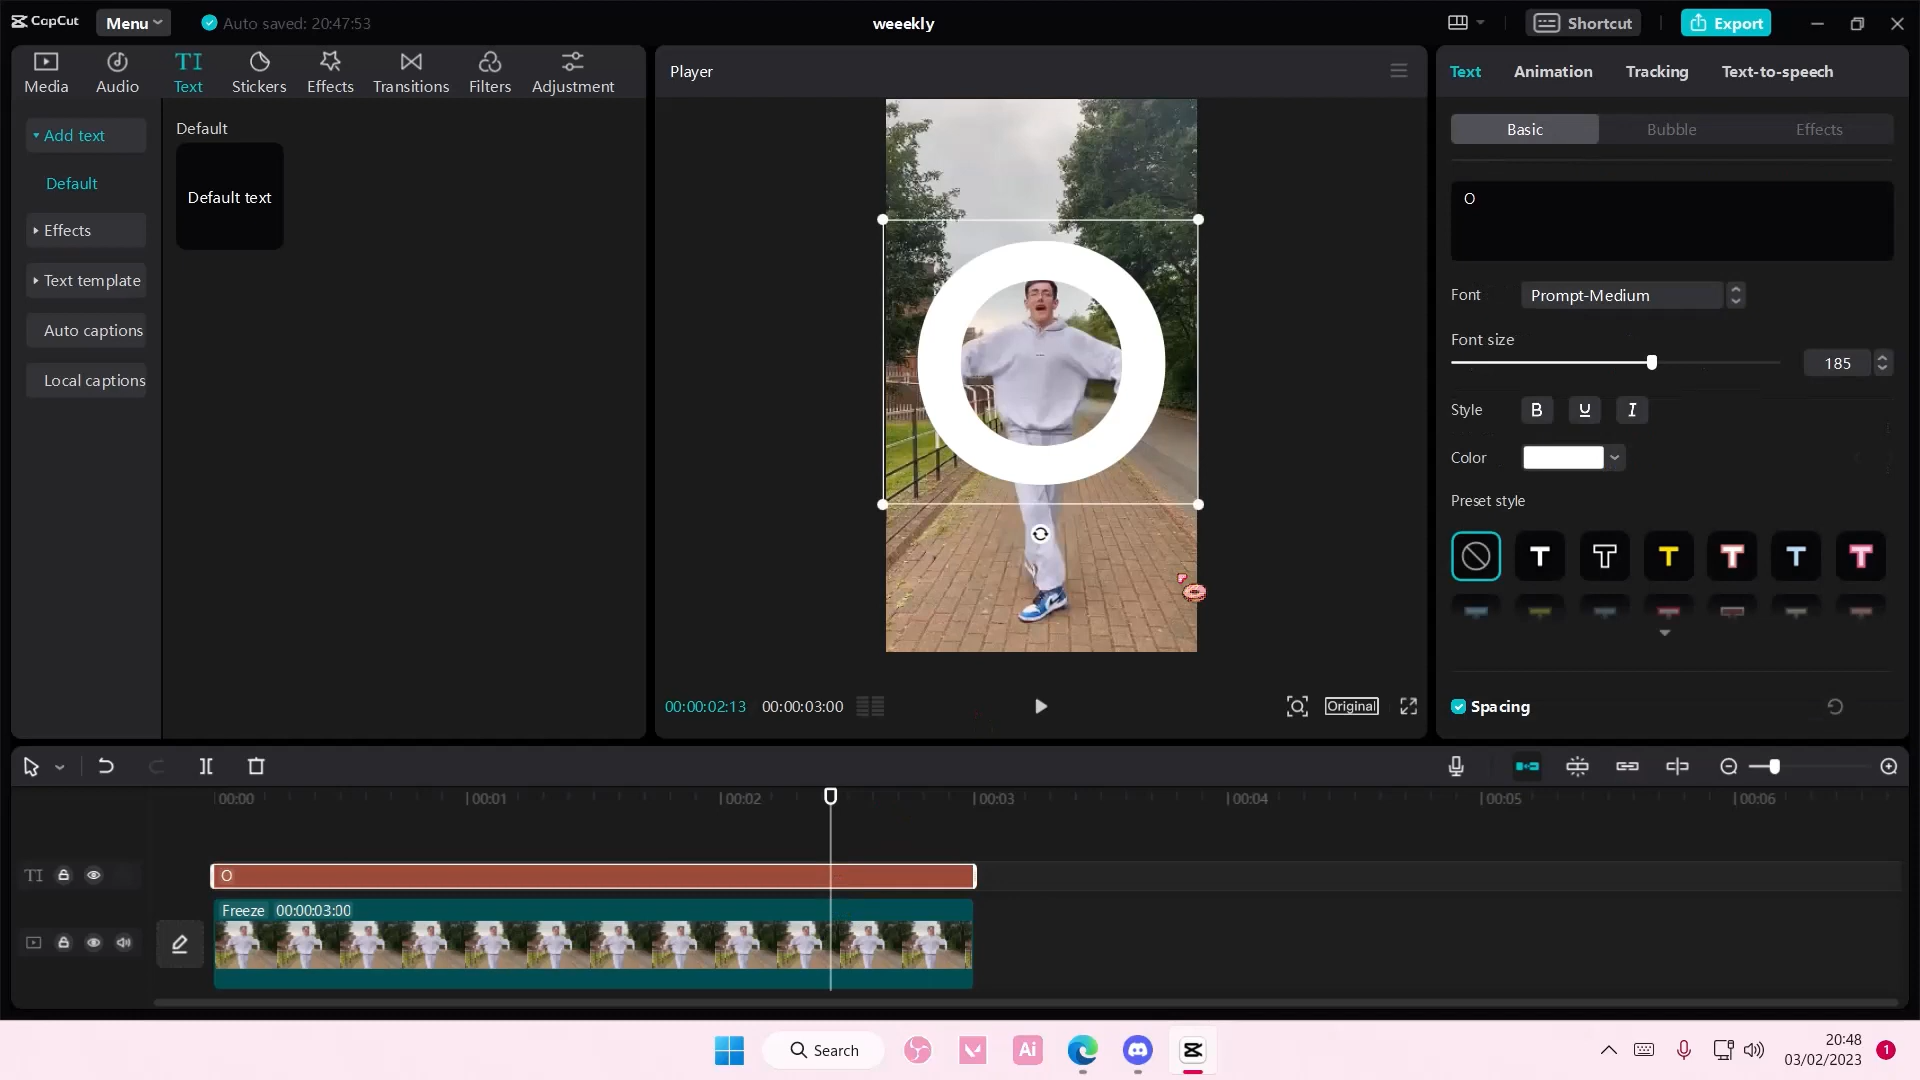 CapCut
Menu
Auto saved: 20:47:53
weeekly
Shortcut
Export
Media
Audio
TI
Text
Stickers
Effects
Transitions
Filters
Adjustment
Player
Text
Animation
Tracking
Text-to-speech
Add text
Default
Effects
Text template
Auto captions
Local captions
Default
Default text
Basic
Bubble
Effects
O
Font
Prompt-Medium
Font size
185
Style
B
U
I
Color
Preset style
T T T T T T
Spacing
O
00:00:02:13
00:00:03:00
Original
00:00
00:01
00:02
00:03
00:04
00:05
00:06
TI
O
Freeze 00:00:03:00
Search
Ai
20:48
03/02/2023
1